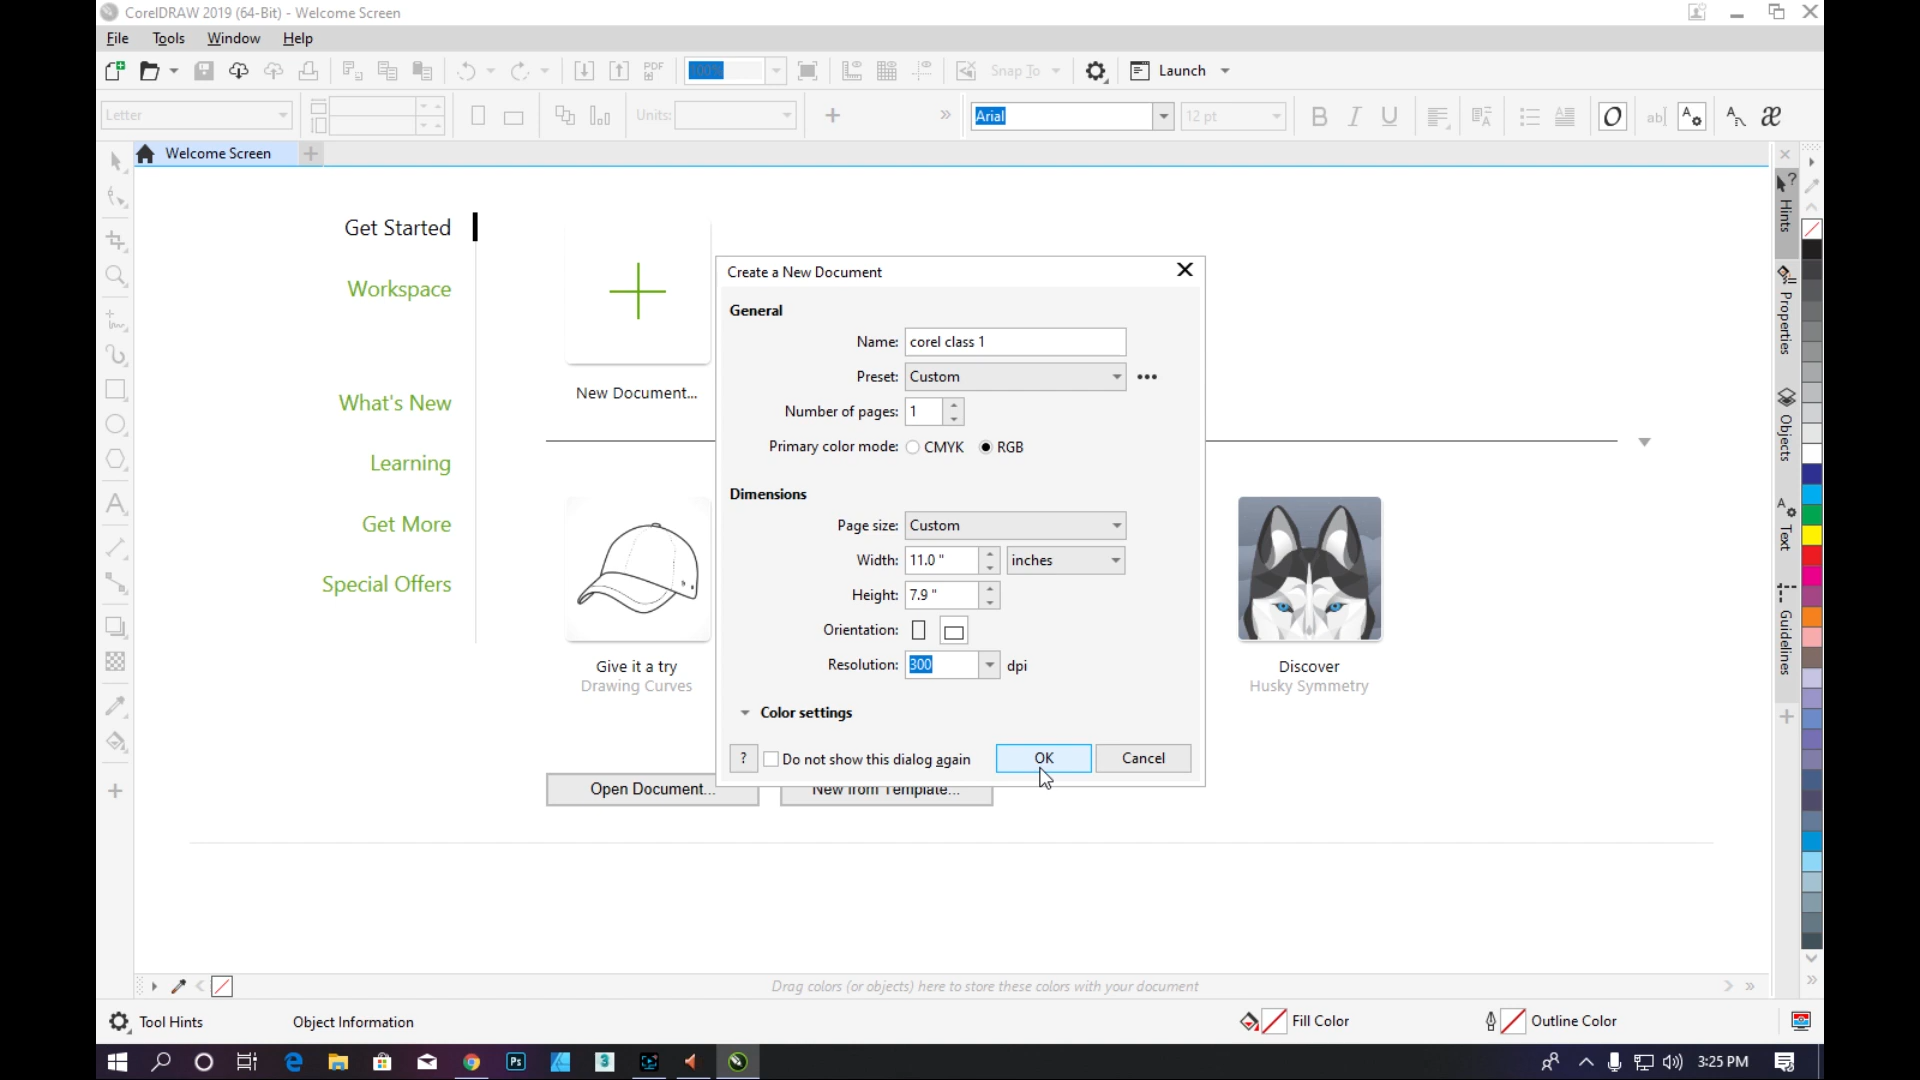 CorelDRAW 2019 (64-Bit) - Welcome Screen
File Tools Window Help
PDF 100% Snap To Launch
Letter Units: Arial 12 pt B I U O ab A A æ
Welcome Screen
Get Started
Workspace
What's New
Learning
Get More
Special Offers
New Document...
Give it a try
Drawing Curves
Discover
Husky Symmetry
Open Document...
New from Template...
Create a New Document
General
Name: corel class 1
Preset: Custom
Number of pages: 1
Primary color mode: CMYK RGB
Dimensions
Page size: Custom
Width: 11.0 " inches
Height: 7.9 "
Orientation:
Resolution: 300 dpi
Color settings
? Do not show this dialog again OK Cancel
Hints
Properties
Objects
Text
Guidelines
Drag colors (or objects) here to store these colors with your document
Tool Hints Object Information Fill Color Outline Color
Ps 3 3:25 PM